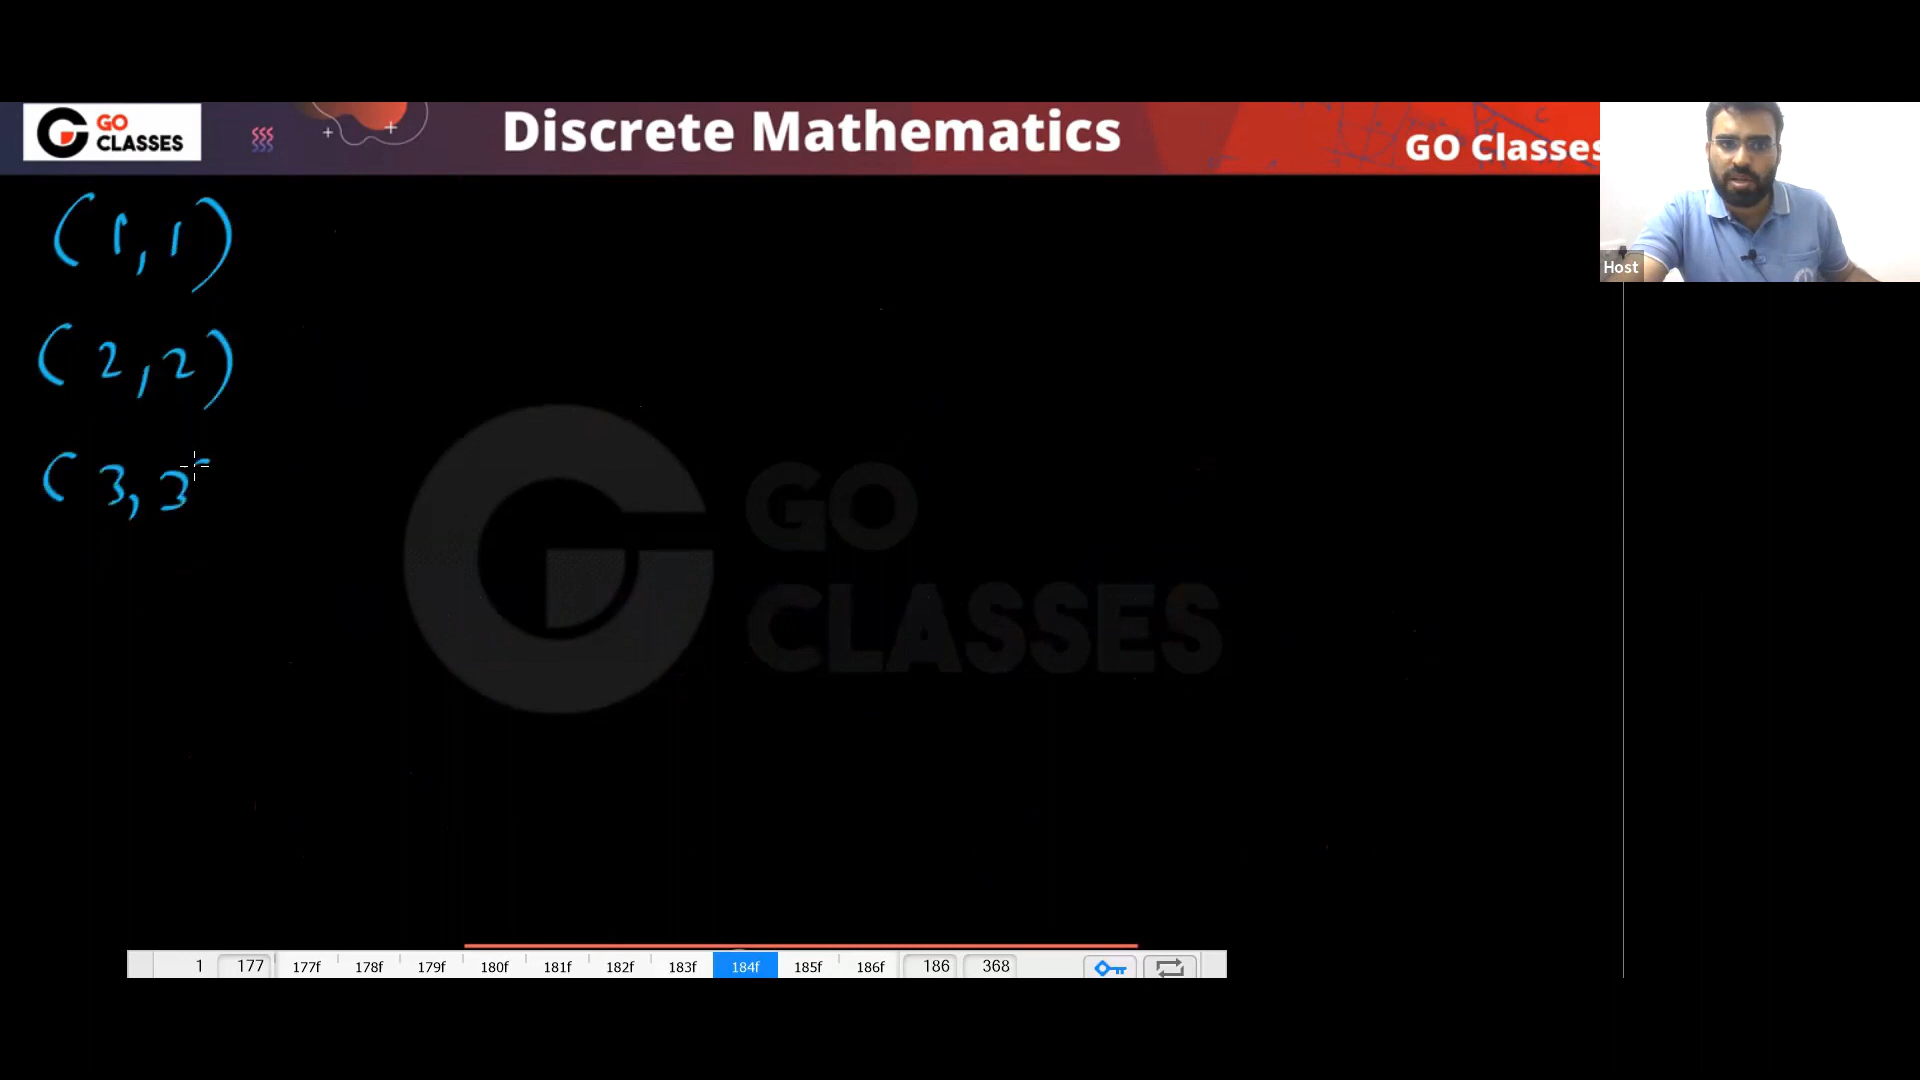 GO
CLASSES
Discrete Mathematics
GO Classes
Host
(1,1)
(2,2)
(3,3
GO
CLASSES
1 177 177f 178f 179f 180f 181f 182f 183f 184f 185f 186f 186 368